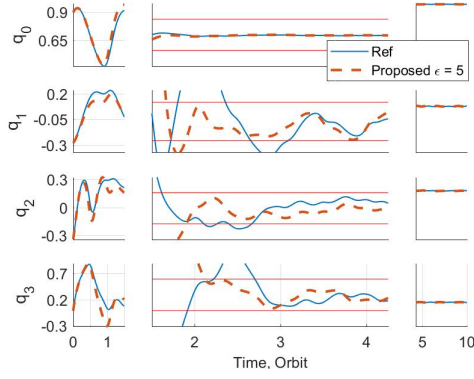 0.9
0.65
q0
Ref
Proposed ϵ = 5
0.2
-0.05
-0.3
q1
0.3
0
-0.3
q2
0.7
0.2
-0.3
q3
0 1 2 3 4 5 10
Time, Orbit